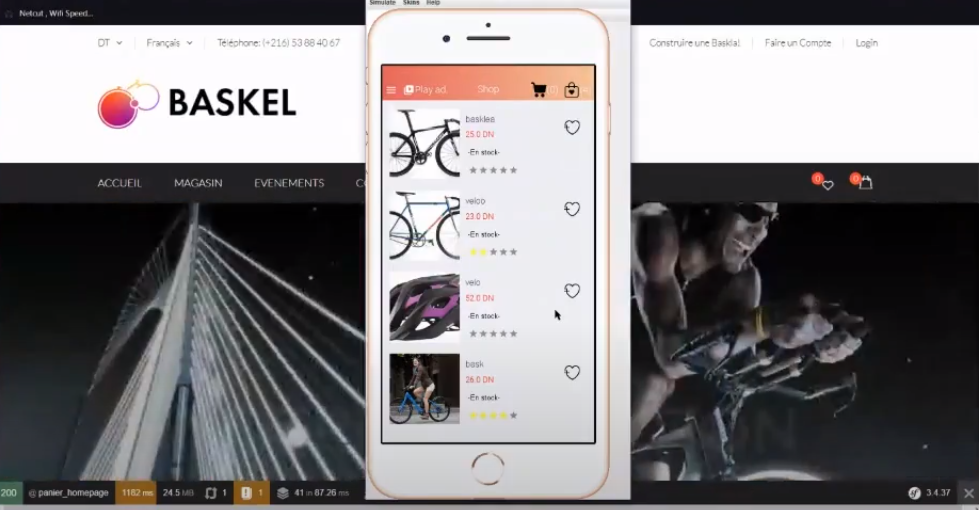 Netcut , Wifi Speed...
Simulate Skins Help
DT
Français
Téléphone: (+216) 53 88 40 67
Construire une Baskla!
Faire un Compte
Login
BASKEL
ACCUEIL
MAGASIN
EVENEMENTS
0
0
Play ad.
Shop
basklea
25.0 DN
-En stock-
veloo
23.0 DN
-En stock-
velo
52.0 DN
-En stock-
bask
26.0 DN
-En stock-
200
@ panier_homepage
1162 ms
24.5 MB
1
1
41 in 87.26 ms
sf
3.4.37